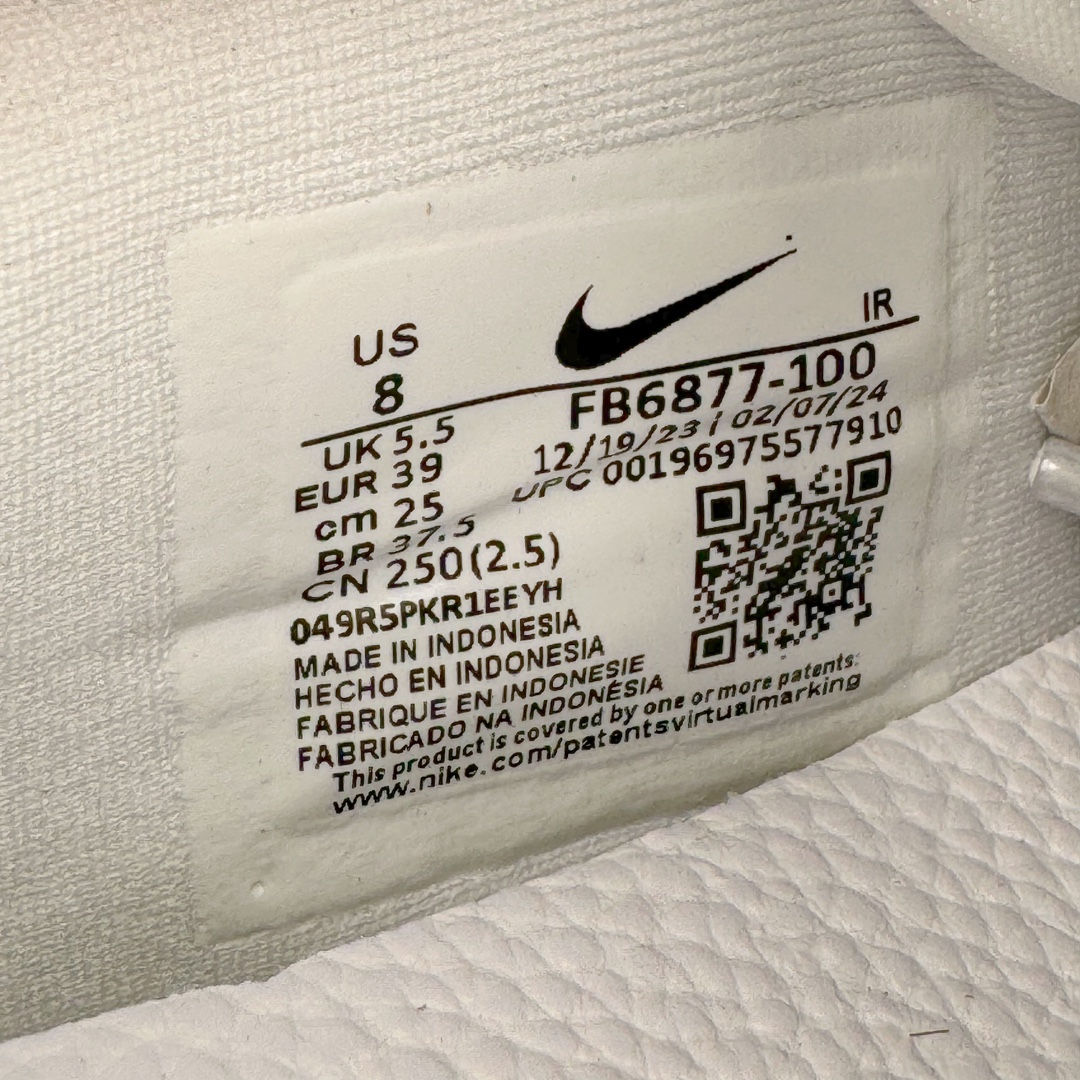 US
8
IR
FB6877-100
12/19/23 | 02/07/24
UPC 00196975577910
UK 5.5
EUR 39
cm 25
BR 37.5
CN 250(2.5)
049R5PKR1EEYH
MADE IN INDONESIA
HECHO EN INDONESIA
FABRIQUE EN INDONESIE
FABRICADO NA INDONÉSIA
This product is covered by one or more patents:
www.nike.com/patentsvirtualmarking